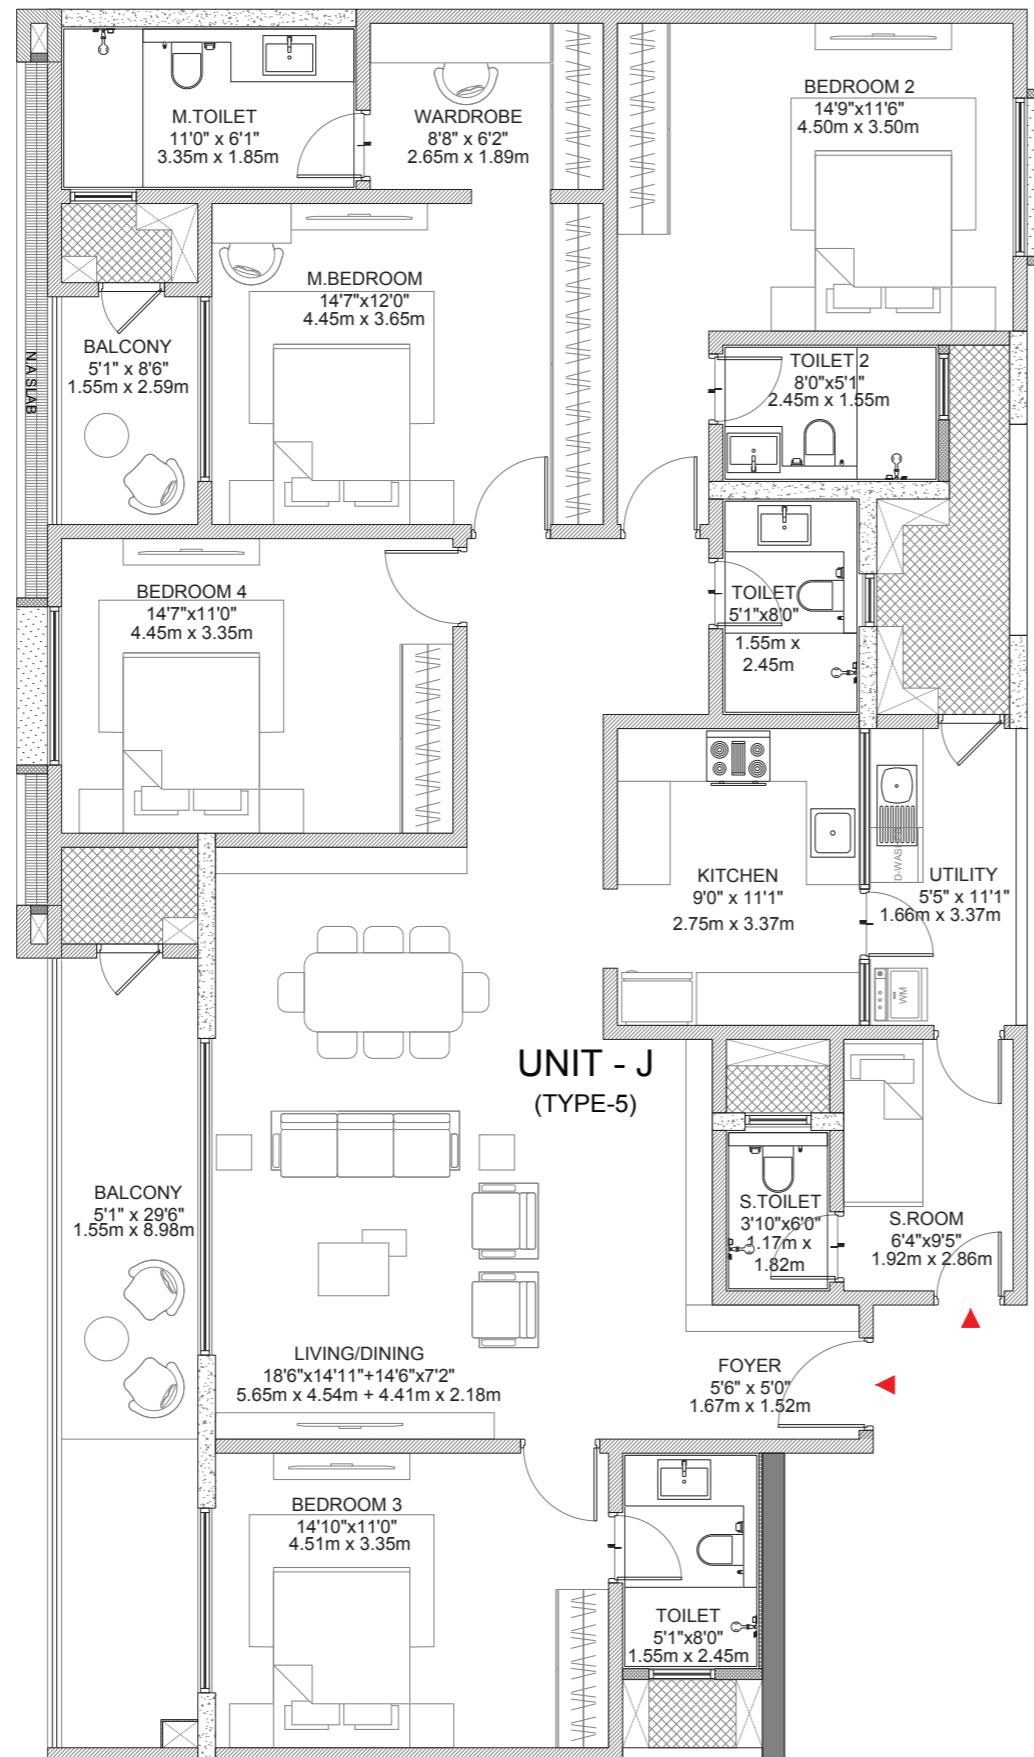 M.TOILET
11'0" x 6'1"
3.35m x 1.85m
WARDROBE
8'8" x 6'2"
2.65m x 1.89m
BEDROOM 2
14'9"x11'6"
4.50m x 3.50m
M.BEDROOM
14'7"x12'0"
4.45m x 3.65m
BALCONY
5'1" x 8'6"
1.55m x 2.59m
N.A.SLAB
TOILET 2
8'0"x5'1"
2.45m x 1.55m
BEDROOM 4
14'7"x11'0"
4.45m x 3.35m
TOILET
5'1"x8'0"
1.55m x
2.45m
KITCHEN
9'0" x 11'1"
2.75m x 3.37m
D-WASHER
UTILITY
5'5" x 11'1"
1.66m x 3.37m
WM
UNIT - J
(TYPE-5)
BALCONY
5'1" x 29'6"
1.55m x 8.98m
S.TOILET
3'10"x6'0"
1.17m x
1.82m
S.ROOM
6'4"x9'5"
1.92m x 2.86m
LIVING/DINING
18'6"x14'11"+14'6"x7'2"
5.65m x 4.54m + 4.41m x 2.18m
FOYER
5'6" x 5'0"
1.67m x 1.52m
BEDROOM 3
14'10"x11'0"
4.51m x 3.35m
TOILET
5'1"x8'0"
1.55m x 2.45m